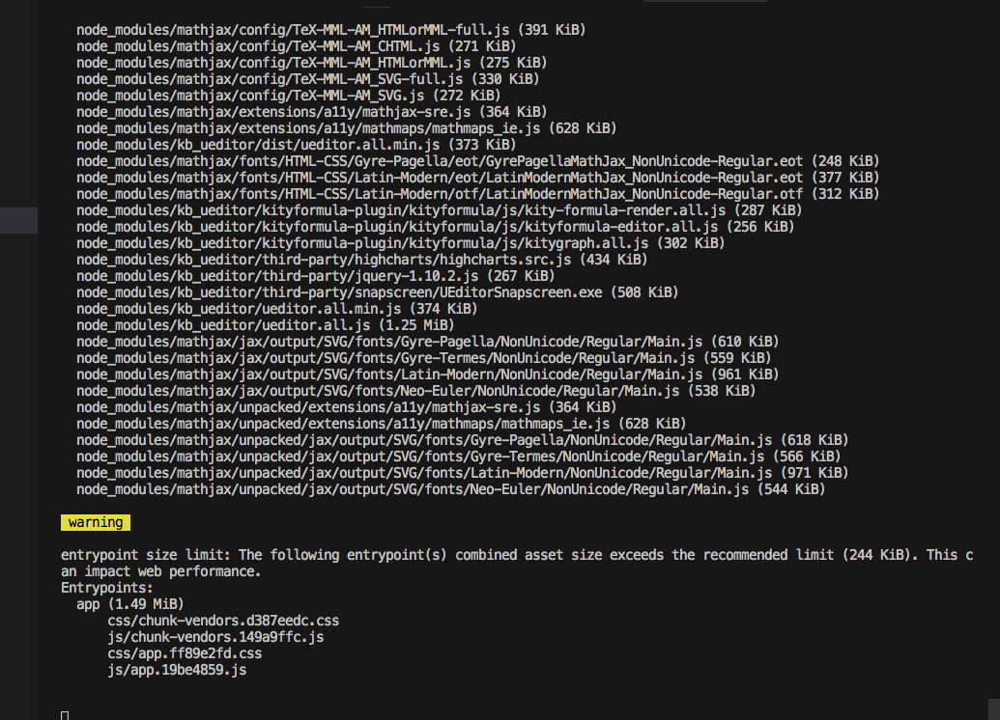 node_modules/mathjax/config/TeX-MML-AM_HTMLorMML-full.js (391 KiB)
node_modules/mathjax/config/TeX-MML-AM_CHTML.js (271 KiB)
node_modules/mathjax/config/TeX-MML-AM_HTMLorMML.js (275 KiB)
node_modules/mathjax/config/TeX-MML-AM_SVG-full.js (330 KiB)
node_modules/mathjax/config/TeX-MML-AM_SVG.js (272 KiB)
node_modules/mathjax/extensions/a11y/mathjax-sre.js (364 KiB)
node_modules/mathjax/extensions/a11y/mathmaps/mathmaps_ie.js (628 KiB)
node_modules/kb_ueditor/dist/ueditor.all.min.js (373 KiB)
node_modules/mathjax/fonts/HTML-CSS/Gyre-Pagella/eot/GyrePagellaMathJax_NonUnicode-Regular.eot (248 KiB)
node_modules/mathjax/fonts/HTML-CSS/Latin-Modern/eot/LatinModernMathJax_NonUnicode-Regular.eot (377 KiB)
node_modules/mathjax/fonts/HTML-CSS/Latin-Modern/otf/LatinModernMathJax_NonUnicode-Regular.otf (312 KiB)
node_modules/kb_ueditor/kityformula-plugin/kityformula/js/kity-formula-render.all.js (287 KiB)
node_modules/kb_ueditor/kityformula-plugin/kityformula/js/kityformula-editor.all.js (256 KiB)
node_modules/kb_ueditor/kityformula-plugin/kityformula/js/kitygraph.all.js (302 KiB)
node_modules/kb_ueditor/third-party/highcharts/highcharts.src.js (434 KiB)
node_modules/kb_ueditor/third-party/jquery-1.10.2.js (267 KiB)
node_modules/kb_ueditor/third-party/snapscreen/UEditorSnapscreen.exe (508 KiB)
node_modules/kb_ueditor/ueditor.all.min.js (374 KiB)
node_modules/kb_ueditor/ueditor.all.js (1.25 MiB)
node_modules/mathjax/jax/output/SVG/fonts/Gyre-Pagella/NonUnicode/Regular/Main.js (610 KiB)
node_modules/mathjax/jax/output/SVG/fonts/Gyre-Termes/NonUnicode/Regular/Main.js (559 KiB)
node_modules/mathjax/jax/output/SVG/fonts/Latin-Modern/NonUnicode/Regular/Main.js (961 KiB)
node_modules/mathjax/jax/output/SVG/fonts/Neo-Euler/NonUnicode/Regular/Main.js (538 KiB)
node_modules/mathjax/unpacked/extensions/a11y/mathjax-sre.js (364 KiB)
node_modules/mathjax/unpacked/extensions/a11y/mathmaps/mathmaps_ie.js (628 KiB)
node_modules/mathjax/unpacked/jax/output/SVG/fonts/Gyre-Pagella/NonUnicode/Regular/Main.js (618 KiB)
node_modules/mathjax/unpacked/jax/output/SVG/fonts/Gyre-Termes/NonUnicode/Regular/Main.js (566 KiB)
node_modules/mathjax/unpacked/jax/output/SVG/fonts/Latin-Modern/NonUnicode/Regular/Main.js (971 KiB)
node_modules/mathjax/unpacked/jax/output/SVG/fonts/Neo-Euler/NonUnicode/Regular/Main.js (544 KiB)
warning
entrypoint size limit: The following entrypoint(s) combined asset size exceeds the recommended limit (244 KiB). This c
an impact web performance.
Entrypoints:
app (1.49 MiB)
css/chunk-vendors.d387eedc.css
js/chunk-vendors.149a9ffc.js
css/app.ff89e2fd.css
js/app.19be4859.js